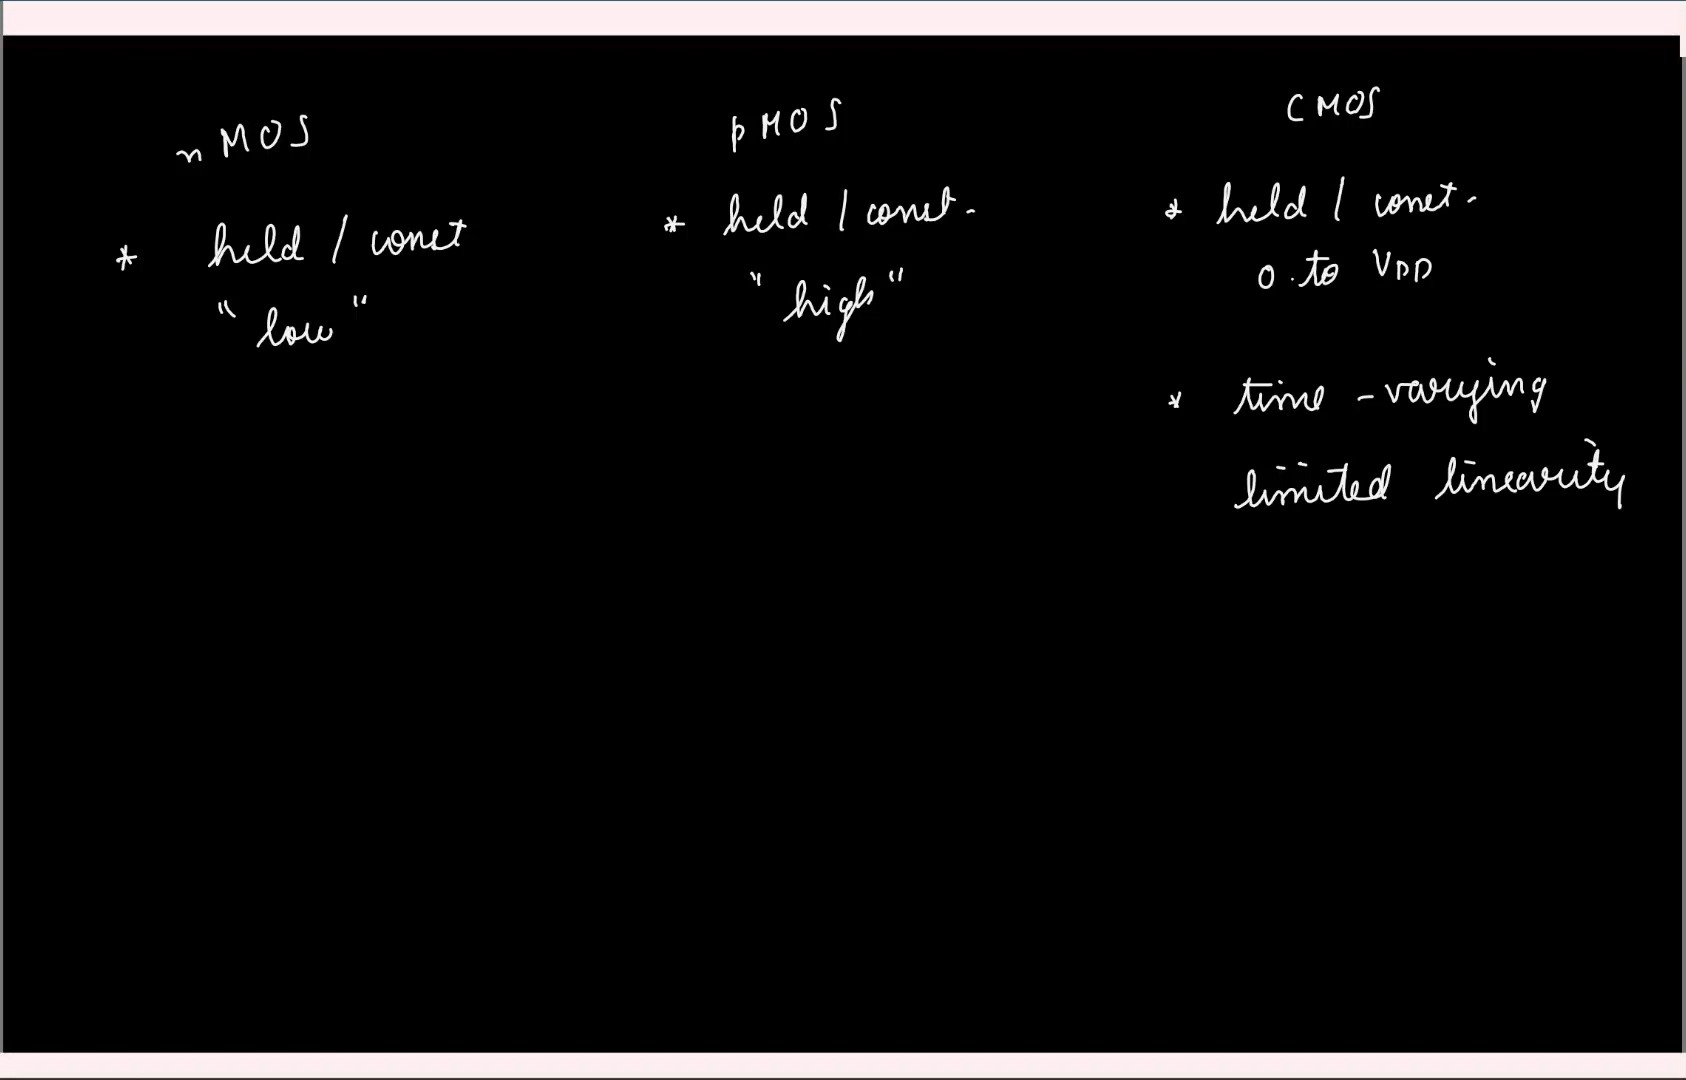 nMOS
* held / const
"low"
pMOS
* held / const.
"high"
CMOS
* held / const.
0 to VDD
* time-varying
limited linearity